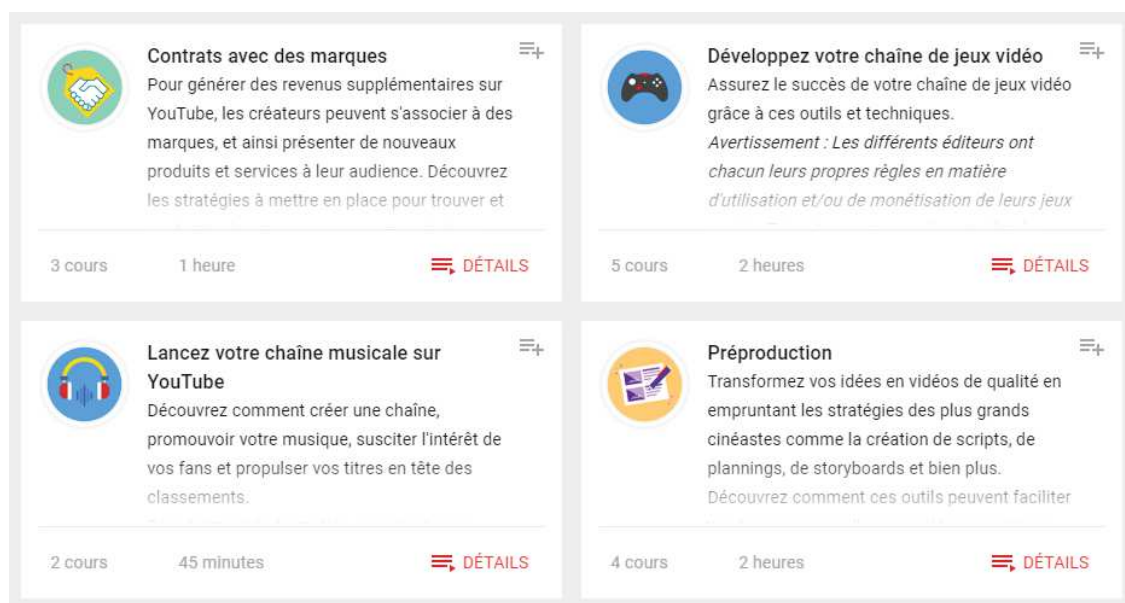 Contrats avec des marques
Pour générer des revenus supplémentaires sur
YouTube, les créateurs peuvent s'associer à des
marques, et ainsi présenter de nouveaux
produits et services à leur audience. Découvrez
les stratégies à mettre en place pour trouver et
3 cours
1 heure
DÉTAILS
Développez votre chaîne de jeux vidéo
Assurez le succès de votre chaîne de jeux vidéo
grâce à ces outils et techniques.
Avertissement : Les différents éditeurs ont
chacun leurs propres règles en matière
d'utilisation et/ou de monétisation de leurs jeux
5 cours
2 heures
DÉTAILS
Lancez votre chaîne musicale sur
YouTube
Découvrez comment créer une chaîne,
promouvoir votre musique, susciter l'intérêt de
vos fans et propulser vos titres en tête des
classements.
2 cours
45 minutes
DÉTAILS
Préproduction
Transformez vos idées en vidéos de qualité en
empruntant les stratégies des plus grands
cinéastes comme la création de scripts, de
plannings, de storyboards et bien plus.
Découvrez comment ces outils peuvent faciliter
4 cours
2 heures
DÉTAILS